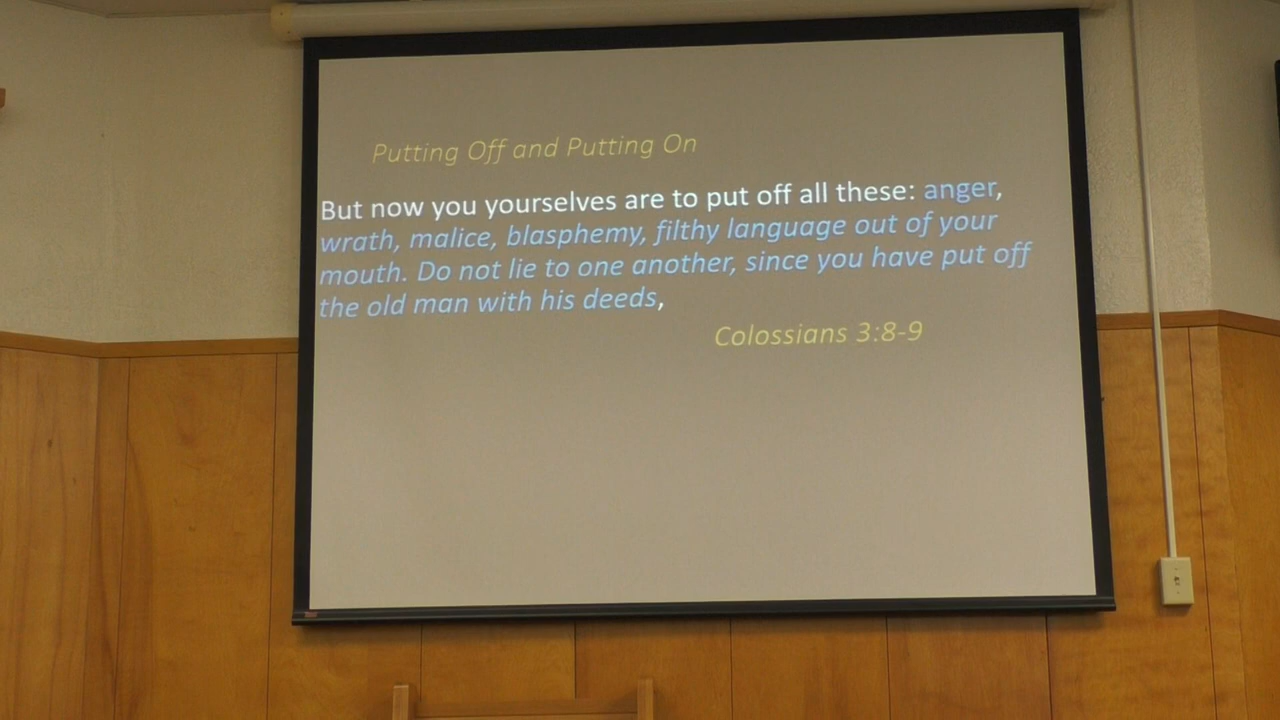 Putting Off and Putting On
But now you yourselves are to put off all these: anger,
wrath, malice, blasphemy, filthy language out of your
mouth. Do not lie to one another, since you have put off
the old man with his deeds,
Colossians 3:8-9